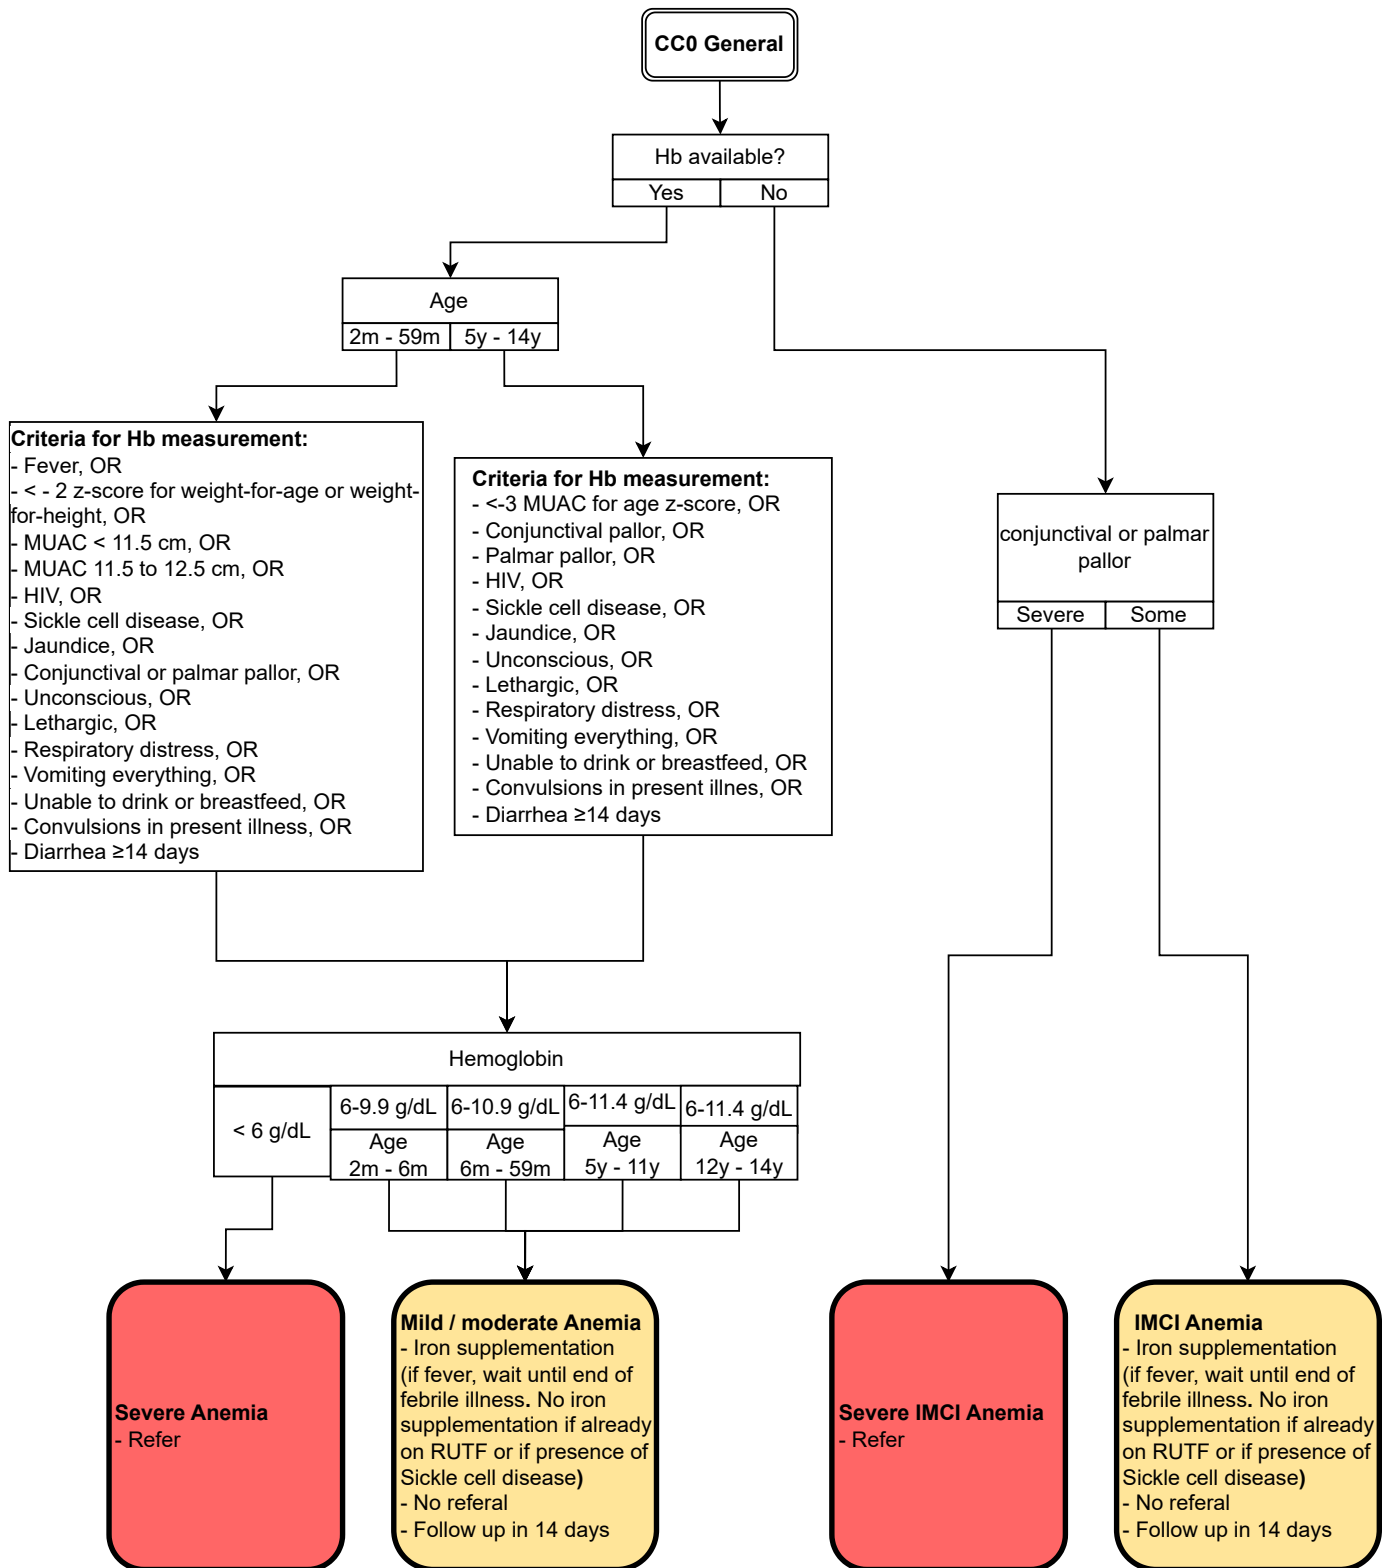 CC0 General
Hb available?
Yes
No
Age
2m - 59m
5y - 14y
Criteria for Hb measurement:
- Fever, OR
- < - 2 z-score for weight-for-age or weight-
for-height, OR
- MUAC < 11.5 cm, OR
- MUAC 11.5 to 12.5 cm, OR
- HIV, OR
- Sickle cell disease, OR
- Jaundice, OR
- Conjunctival or palmar pallor, OR
- Unconscious, OR
- Lethargic, OR
- Respiratory distress, OR
- Vomiting everything, OR
- Unable to drink or breastfeed, OR
- Convulsions in present illness, OR
- Diarrhea ≥14 days
Criteria for Hb measurement:
- <-3 MUAC for age z-score, OR
- Conjunctival pallor, OR
- Palmar pallor, OR
- HIV, OR
- Sickle cell disease, OR
- Jaundice, OR
- Unconscious, OR
- Lethargic, OR
- Respiratory distress, OR
- Vomiting everything, OR
- Unable to drink or breastfeed, OR
- Convulsions in present illnes, OR
- Diarrhea ≥14 days
conjunctival or palmar
pallor
Severe
Some
Hemoglobin
< 6 g/dL
6-9.9 g/dL
Age
2m - 6m
6-10.9 g/dL
Age
6m - 59m
6-11.4 g/dL
Age
5y - 11y
6-11.4 g/dL
Age
12y - 14y
Severe Anemia
- Refer
Mild / moderate Anemia
- Iron supplementation
(if fever, wait until end of
febrile illness. No iron
supplementation if already
on RUTF or if presence of
Sickle cell disease)
- No referal
- Follow up in 14 days
Severe IMCI Anemia
- Refer
IMCI Anemia
- Iron supplementation
(if fever, wait until end of
febrile illness. No iron
supplementation if already
on RUTF or if presence of
Sickle cell disease)
- No referal
- Follow up in 14 days